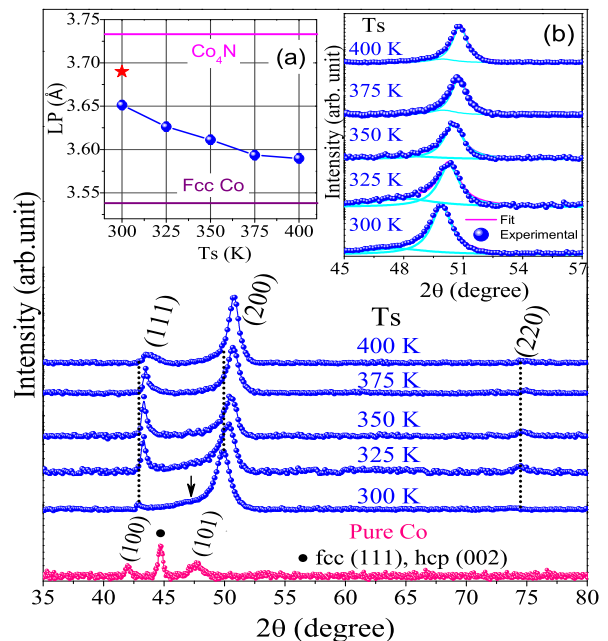 3.75
3.70
3.65
3.60
3.55
LP (Å)
(a)
Co₄N
Fcc Co
300 325 350 375 400
Ts (K)
(b)
Ts
400 K
375 K
350 K
325 K
300 K
Fit
Experimental
Intensity (arb. unit)
45 48 51 54 57
2θ (degree)
Intensity (arb.unit)
(111)
(200)
(220)
Ts
400 K
375 K
350 K
325 K
300 K
Pure Co
(100)
(101)
● fcc (111), hcp (002)
35 40 45 50 55 60 65 70 75 80
2θ (degree)